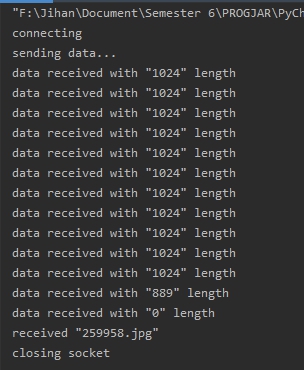 "F:\Jihan\Document\Semester 6\PROGJAR\PyCh
connecting
sending data...
data received with "1024" length
data received with "1024" length
data received with "1024" length
data received with "1024" length
data received with "1024" length
data received with "1024" length
data received with "1024" length
data received with "1024" length
data received with "1024" length
data received with "1024" length
data received with "1024" length
data received with "889" length
data received with "0" length
received "259958.jpg"
closing socket